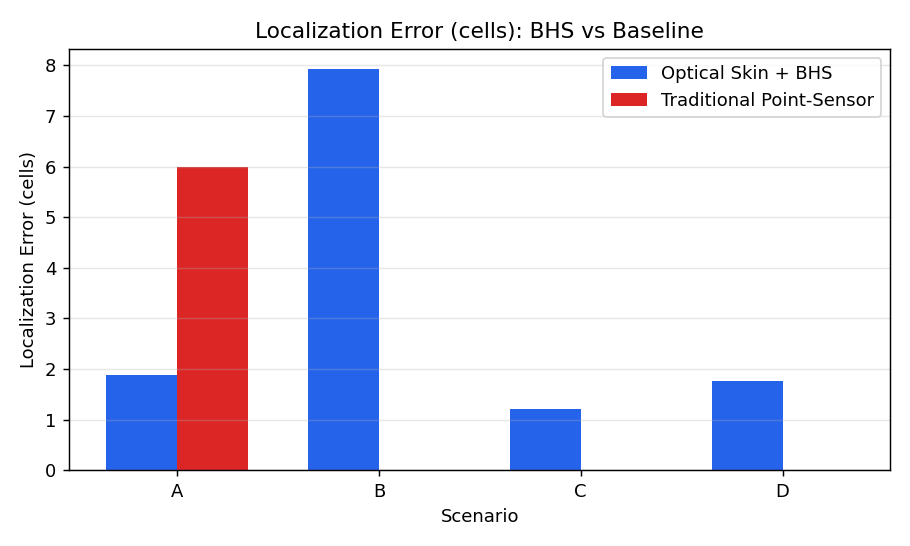 Localization Error (cells): BHS vs Baseline
Optical Skin + BHS
Traditional Point-Sensor
Localization Error (cells)
8
7
6
5
4
3
2
1
0
A
B
C
D
Scenario